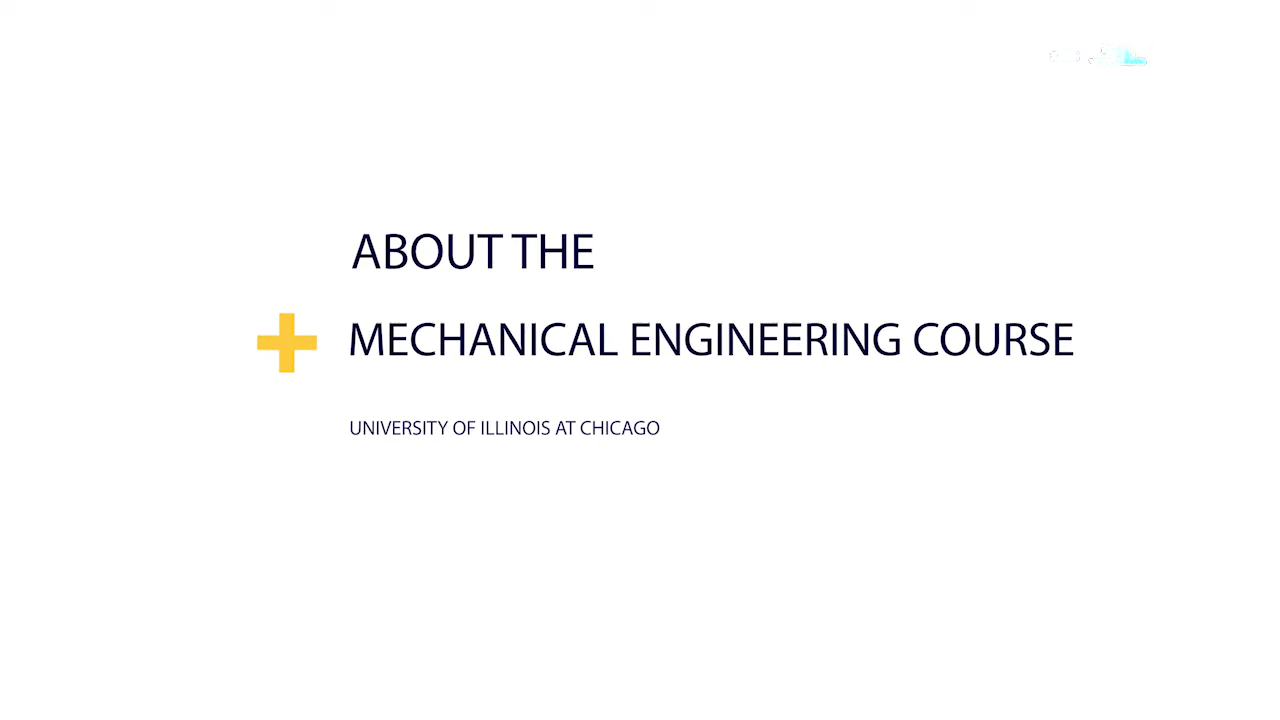 ABOUT THE
MECHANICAL ENGINEERING COURSE
UNIVERSITY OF ILLINOIS AT CHICAGO